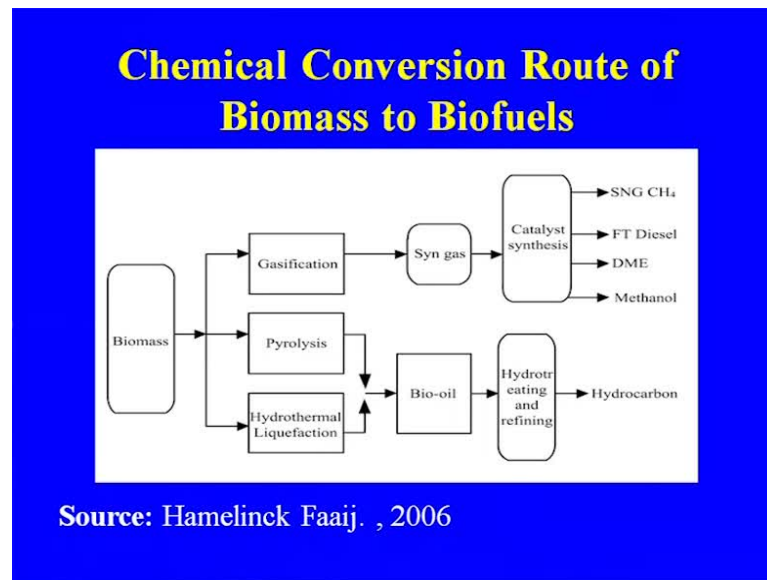 Chemical Conversion Route of
Biomass to Biofuels
Biomass
Gasification
Syn gas
Catalyst
synthesis
SNG CH₄
FT Diesel
DME
Methanol
Pyrolysis
Hydrothermal
Liquefaction
Bio-oil
Hydrotr
eating
and
refining
Hydrocarbon
Source: Hamelinck Faaij. , 2006